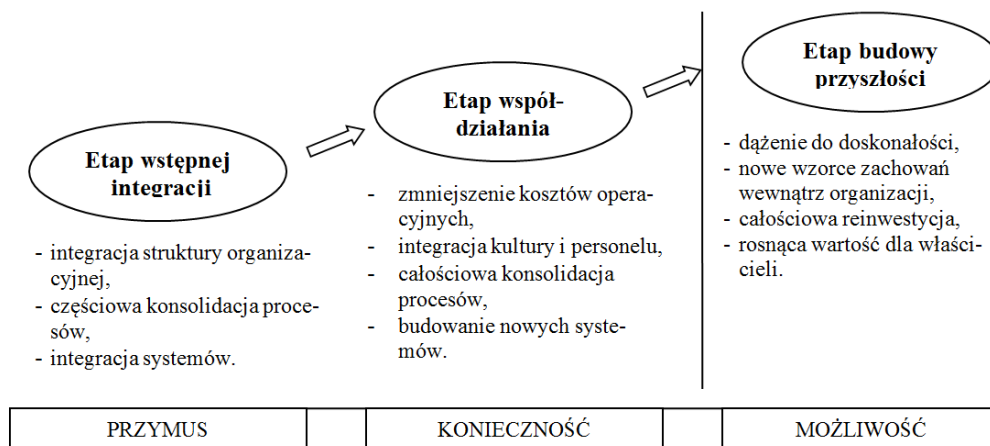 Etap wstępnej
integracji
- integracja struktury organiza-
cyjnej,
- częściowa konsolidacja proce-
sów,
- integracja systemów.
Etap współ-
działania
- zmniejszenie kosztów opera-
cyjnych,
- integracja kultury i personelu,
- całościowa konsolidacja
procesów,
- budowanie nowych syste-
mów.
Etap budowy
przyszłości
- dążenie do doskonałości,
- nowe wzorce zachowań
wewnątrz organizacji,
- całościowa reinwestycja,
- rosnąca wartość dla właści-
cieli.
PRZYMUS
KONIECZNOŚĆ
MOŻLIWOŚĆ